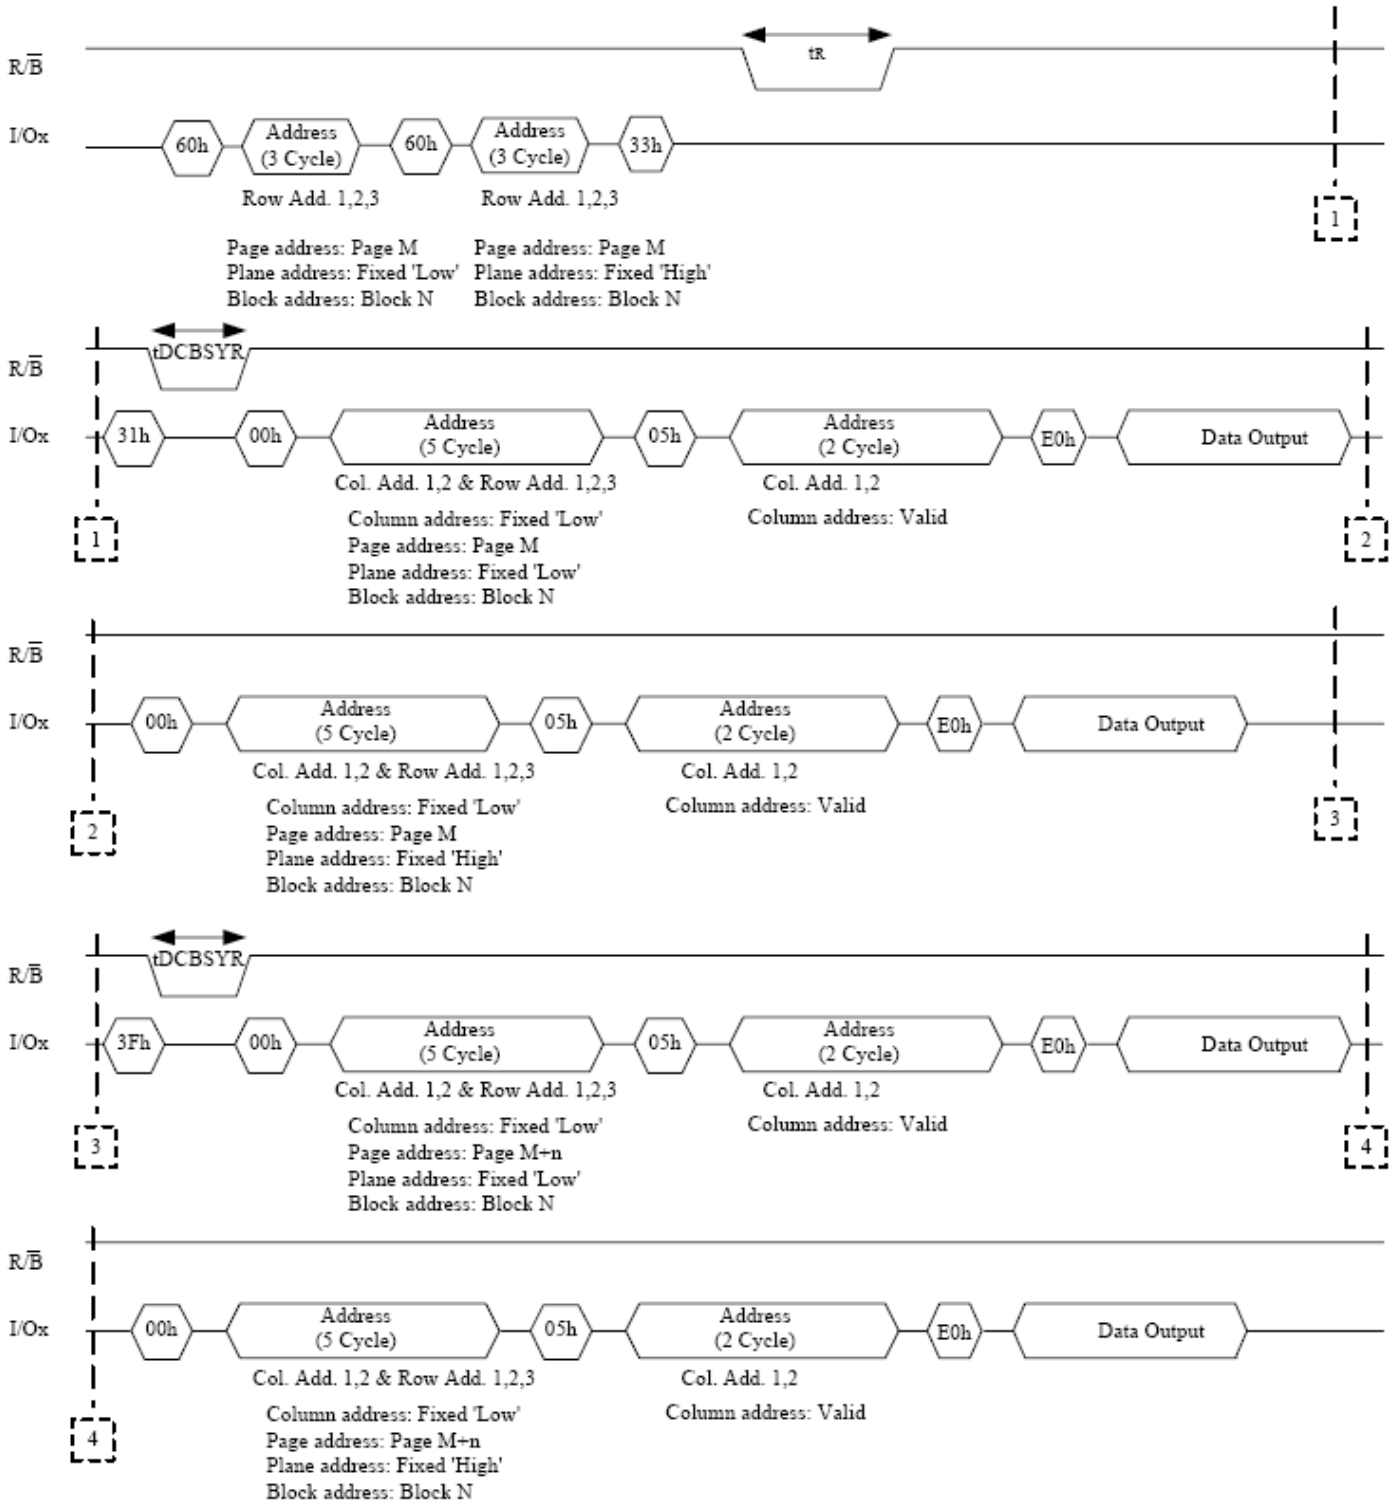 tR
R/B̅
I/Ox
60h Address (3 Cycle) 60h Address (3 Cycle) 33h
Row Add. 1,2,3 Row Add. 1,2,3
1
Page address: Page M Page address: Page M
Plane address: Fixed 'Low' Plane address: Fixed 'High'
Block address: Block N Block address: Block N
tDCBSYR
R/B̅
I/Ox
31h 00h Address (5 Cycle) 05h Address (2 Cycle) E0h Data Output
Col. Add. 1,2 & Row Add. 1,2,3 Col. Add. 1,2
Column address: Fixed 'Low' Column address: Valid
1 Page address: Page M 2
Plane address: Fixed 'Low'
Block address: Block N
R/B̅
I/Ox
00h Address (5 Cycle) 05h Address (2 Cycle) E0h Data Output
Col. Add. 1,2 & Row Add. 1,2,3 Col. Add. 1,2
Column address: Fixed 'Low' Column address: Valid
2 Page address: Page M 3
Plane address: Fixed 'High'
Block address: Block N
tDCBSYR
R/B̅
I/Ox
3Fh 00h Address (5 Cycle) 05h Address (2 Cycle) E0h Data Output
Col. Add. 1,2 & Row Add. 1,2,3 Col. Add. 1,2
Column address: Fixed 'Low' Column address: Valid
3 Page address: Page M+n 4
Plane address: Fixed 'Low'
Block address: Block N
R/B̅
I/Ox
00h Address (5 Cycle) 05h Address (2 Cycle) E0h Data Output
Col. Add. 1,2 & Row Add. 1,2,3 Col. Add. 1,2
Column address: Fixed 'Low' Column address: Valid
4 Page address: Page M+n
Plane address: Fixed 'High'
Block address: Block N